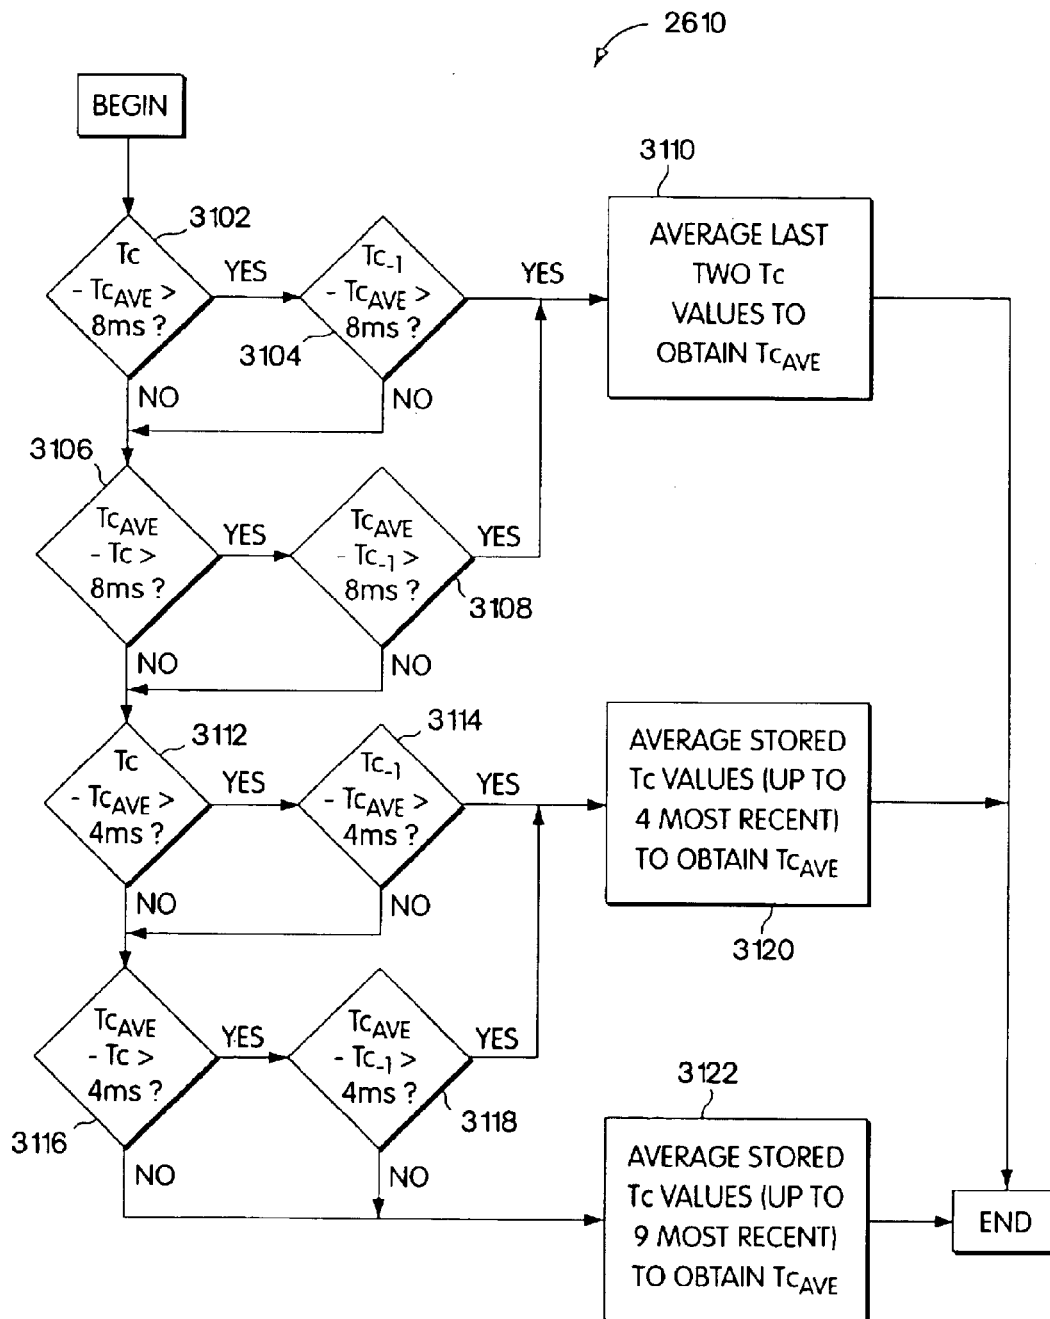 2610
BEGIN
3102
Tc
- TcAVE >
8ms ?
YES
NO
Tc-1
- TcAVE >
8ms ?
3104
YES
NO
3110
AVERAGE LAST
TWO Tc
VALUES TO
OBTAIN TcAVE
3106
TcAVE
- Tc >
8ms ?
YES
NO
TcAVE
- Tc-1 >
8ms ?
3108
YES
NO
3112
Tc
- TcAVE >
4ms ?
YES
NO
3114
Tc-1
- TcAVE >
4ms ?
YES
NO
AVERAGE STORED
Tc VALUES (UP TO
4 MOST RECENT)
TO OBTAIN TcAVE
3120
TcAVE
- Tc >
4ms ?
3116
YES
NO
TcAVE
- Tc-1 >
4ms ?
3118
YES
NO
3122
AVERAGE STORED
Tc VALUES (UP TO
9 MOST RECENT)
TO OBTAIN TcAVE
END